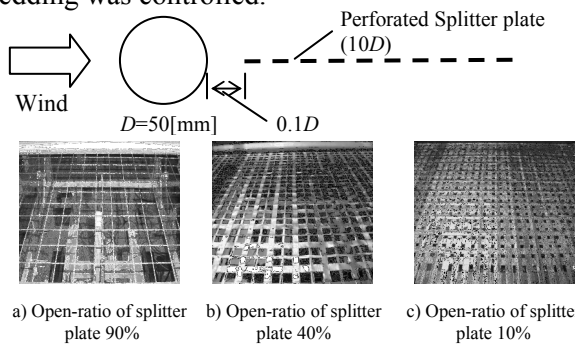 was controlled.
Perforated Splitter plate
(10D)
Wind
D=50[mm]
0.1D
a) Open-ratio of splitter
plate 90%
b) Open-ratio of splitter
plate 40%
c) Open-ratio of splitte
plate 10%